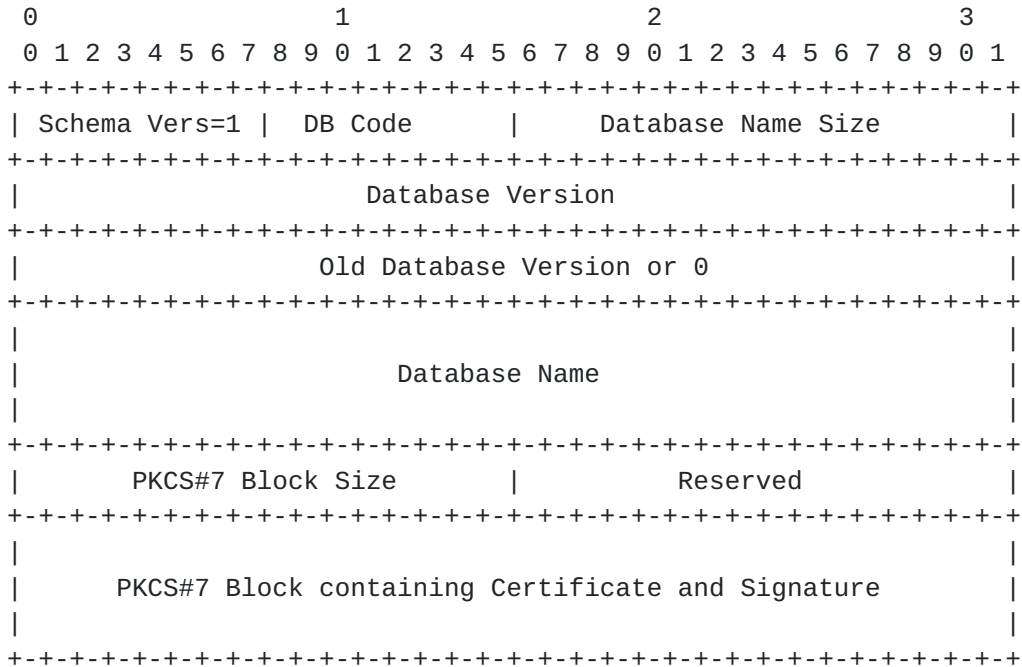 0                   1                   2                   3
 0 1 2 3 4 5 6 7 8 9 0 1 2 3 4 5 6 7 8 9 0 1 2 3 4 5 6 7 8 9 0 1
+-+-+-+-+-+-+-+-+-+-+-+-+-+-+-+-+-+-+-+-+-+-+-+-+-+-+-+-+-+-+-+-+
| Schema Vers=1 |  DB Code      |     Database Name Size        |
+-+-+-+-+-+-+-+-+-+-+-+-+-+-+-+-+-+-+-+-+-+-+-+-+-+-+-+-+-+-+-+-+
|                      Database Version                         |
+-+-+-+-+-+-+-+-+-+-+-+-+-+-+-+-+-+-+-+-+-+-+-+-+-+-+-+-+-+-+-+-+
|                   Old Database Version or 0                   |
+-+-+-+-+-+-+-+-+-+-+-+-+-+-+-+-+-+-+-+-+-+-+-+-+-+-+-+-+-+-+-+-+
|                                                               |
|                        Database Name                          |
|                                                               |
+-+-+-+-+-+-+-+-+-+-+-+-+-+-+-+-+-+-+-+-+-+-+-+-+-+-+-+-+-+-+-+-+
|       PKCS#7 Block Size       |          Reserved             |
+-+-+-+-+-+-+-+-+-+-+-+-+-+-+-+-+-+-+-+-+-+-+-+-+-+-+-+-+-+-+-+-+
|                                                               |
|      PKCS#7 Block containing Certificate and Signature        |
|                                                               |
+-+-+-+-+-+-+-+-+-+-+-+-+-+-+-+-+-+-+-+-+-+-+-+-+-+-+-+-+-+-+-+-+